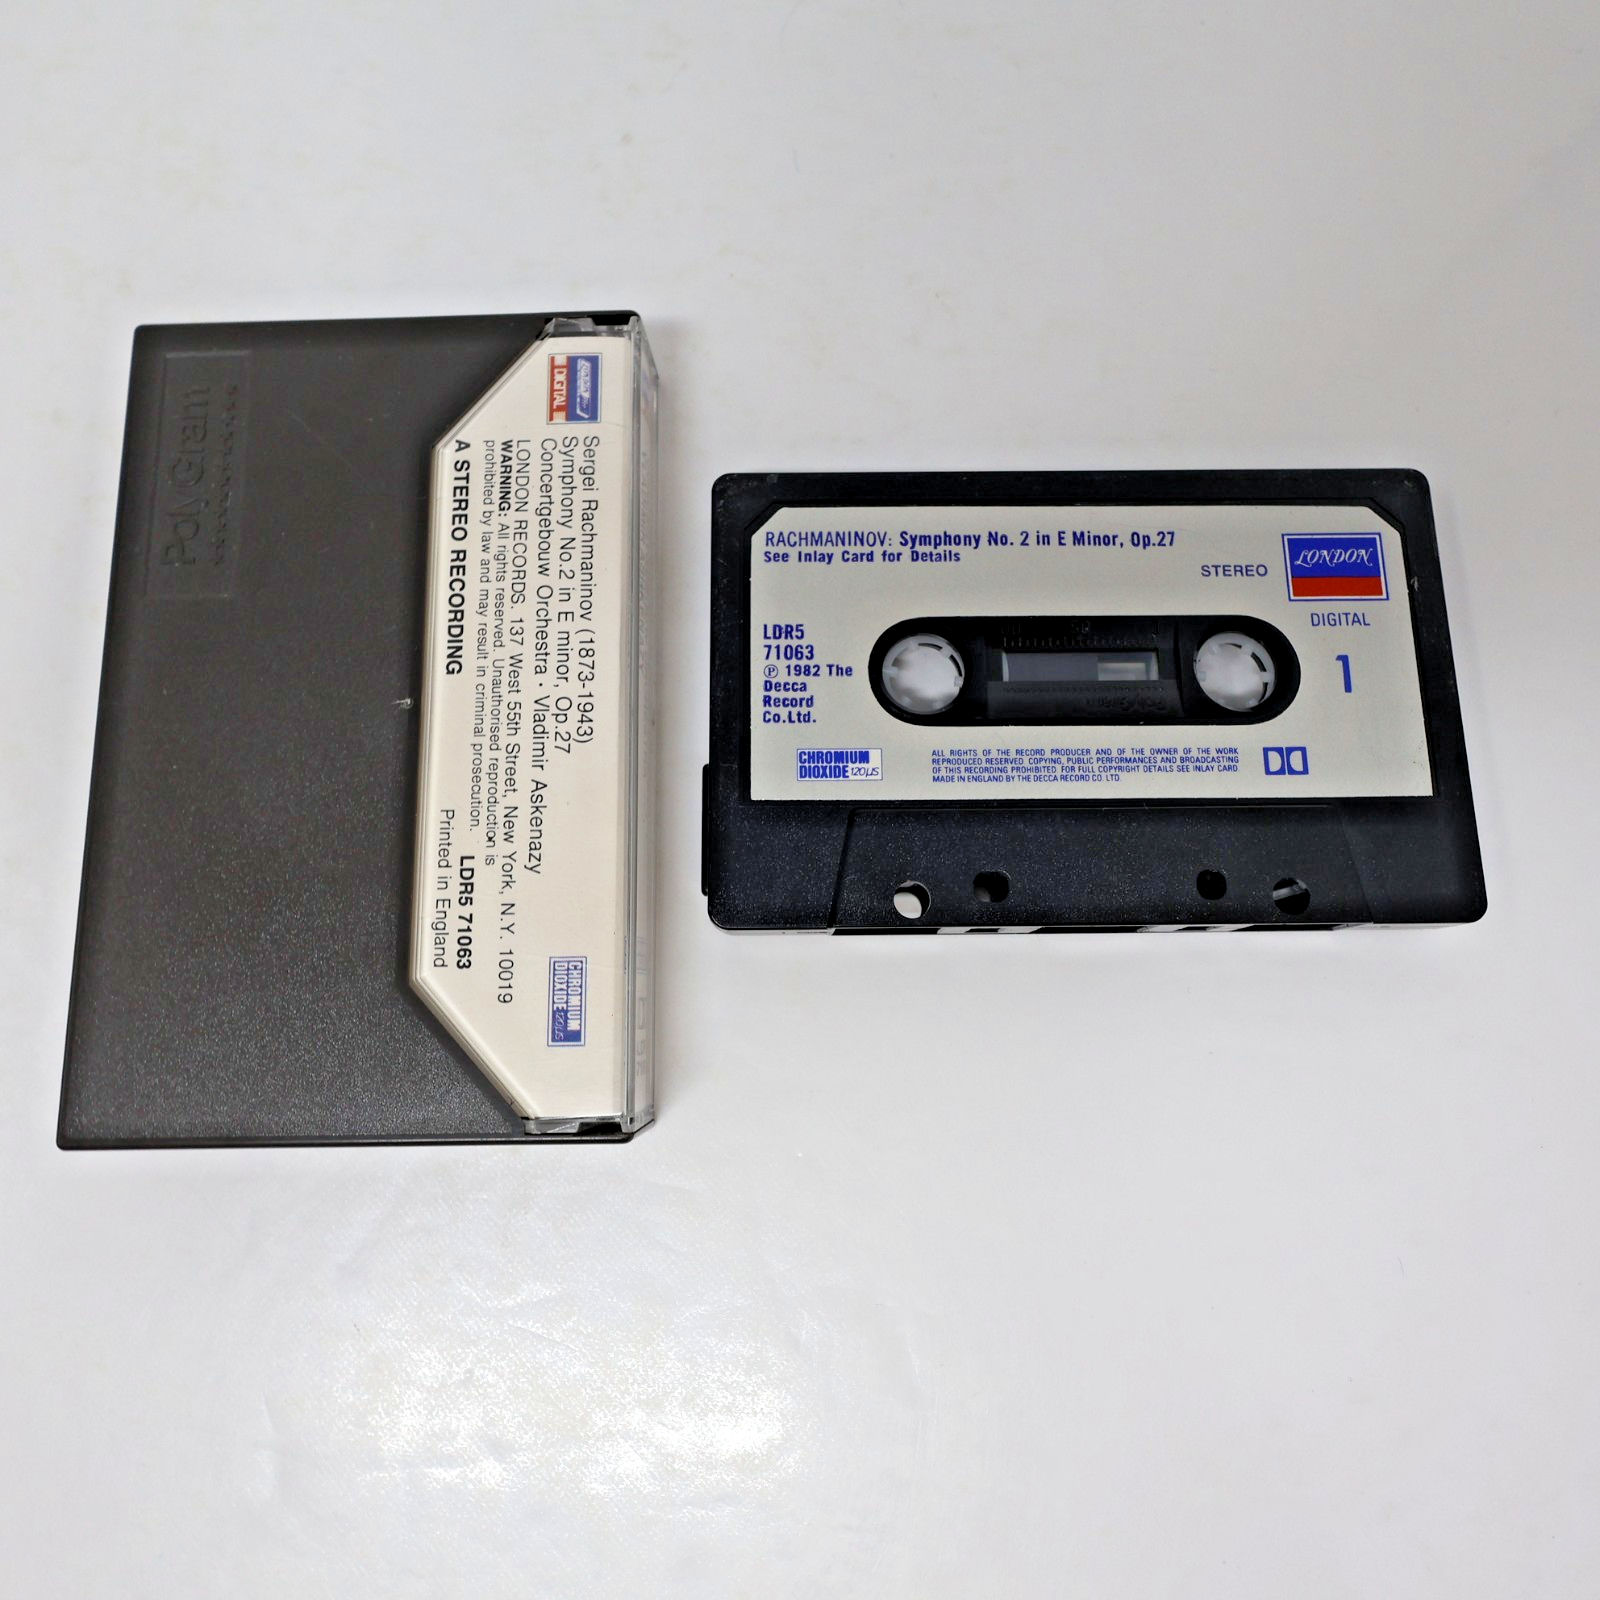 PolyGram
LONDON
DIGITAL
Sergei Rachmaninov (1873-1943)
Symphony No.2 in E minor, Op.27
Concertgebouw Orchestra · Vladimir Askenazy
LONDON RECORDS. 137 West 55th Street, New York, N.Y. 10019
WARNING: All rights reserved. Unauthorised reproduction is
prohibited by law and may result in criminal prosecution.
LDR5 71063
A STEREO RECORDING
Printed in England
CHROMIUM
DIOXIDE 120µS
RACHMANINOV: Symphony No. 2 in E Minor, Op.27
See Inlay Card for Details
STEREO
LONDON
DIGITAL
1
LDR5
71063
℗ 1982 The
Decca
Record
Co.Ltd.
CHROMIUM
DIOXIDE 120µS
ALL RIGHTS OF THE RECORD PRODUCER AND OF THE OWNER OF THE WORK
REPRODUCED RESERVED. COPYING, PUBLIC PERFORMANCES AND BROADCASTING
OF THIS RECORDING PROHIBITED. FOR FULL COPYRIGHT DETAILS SEE INLAY CARD.
MADE IN ENGLAND BY THE DECCA RECORD CO. LTD.